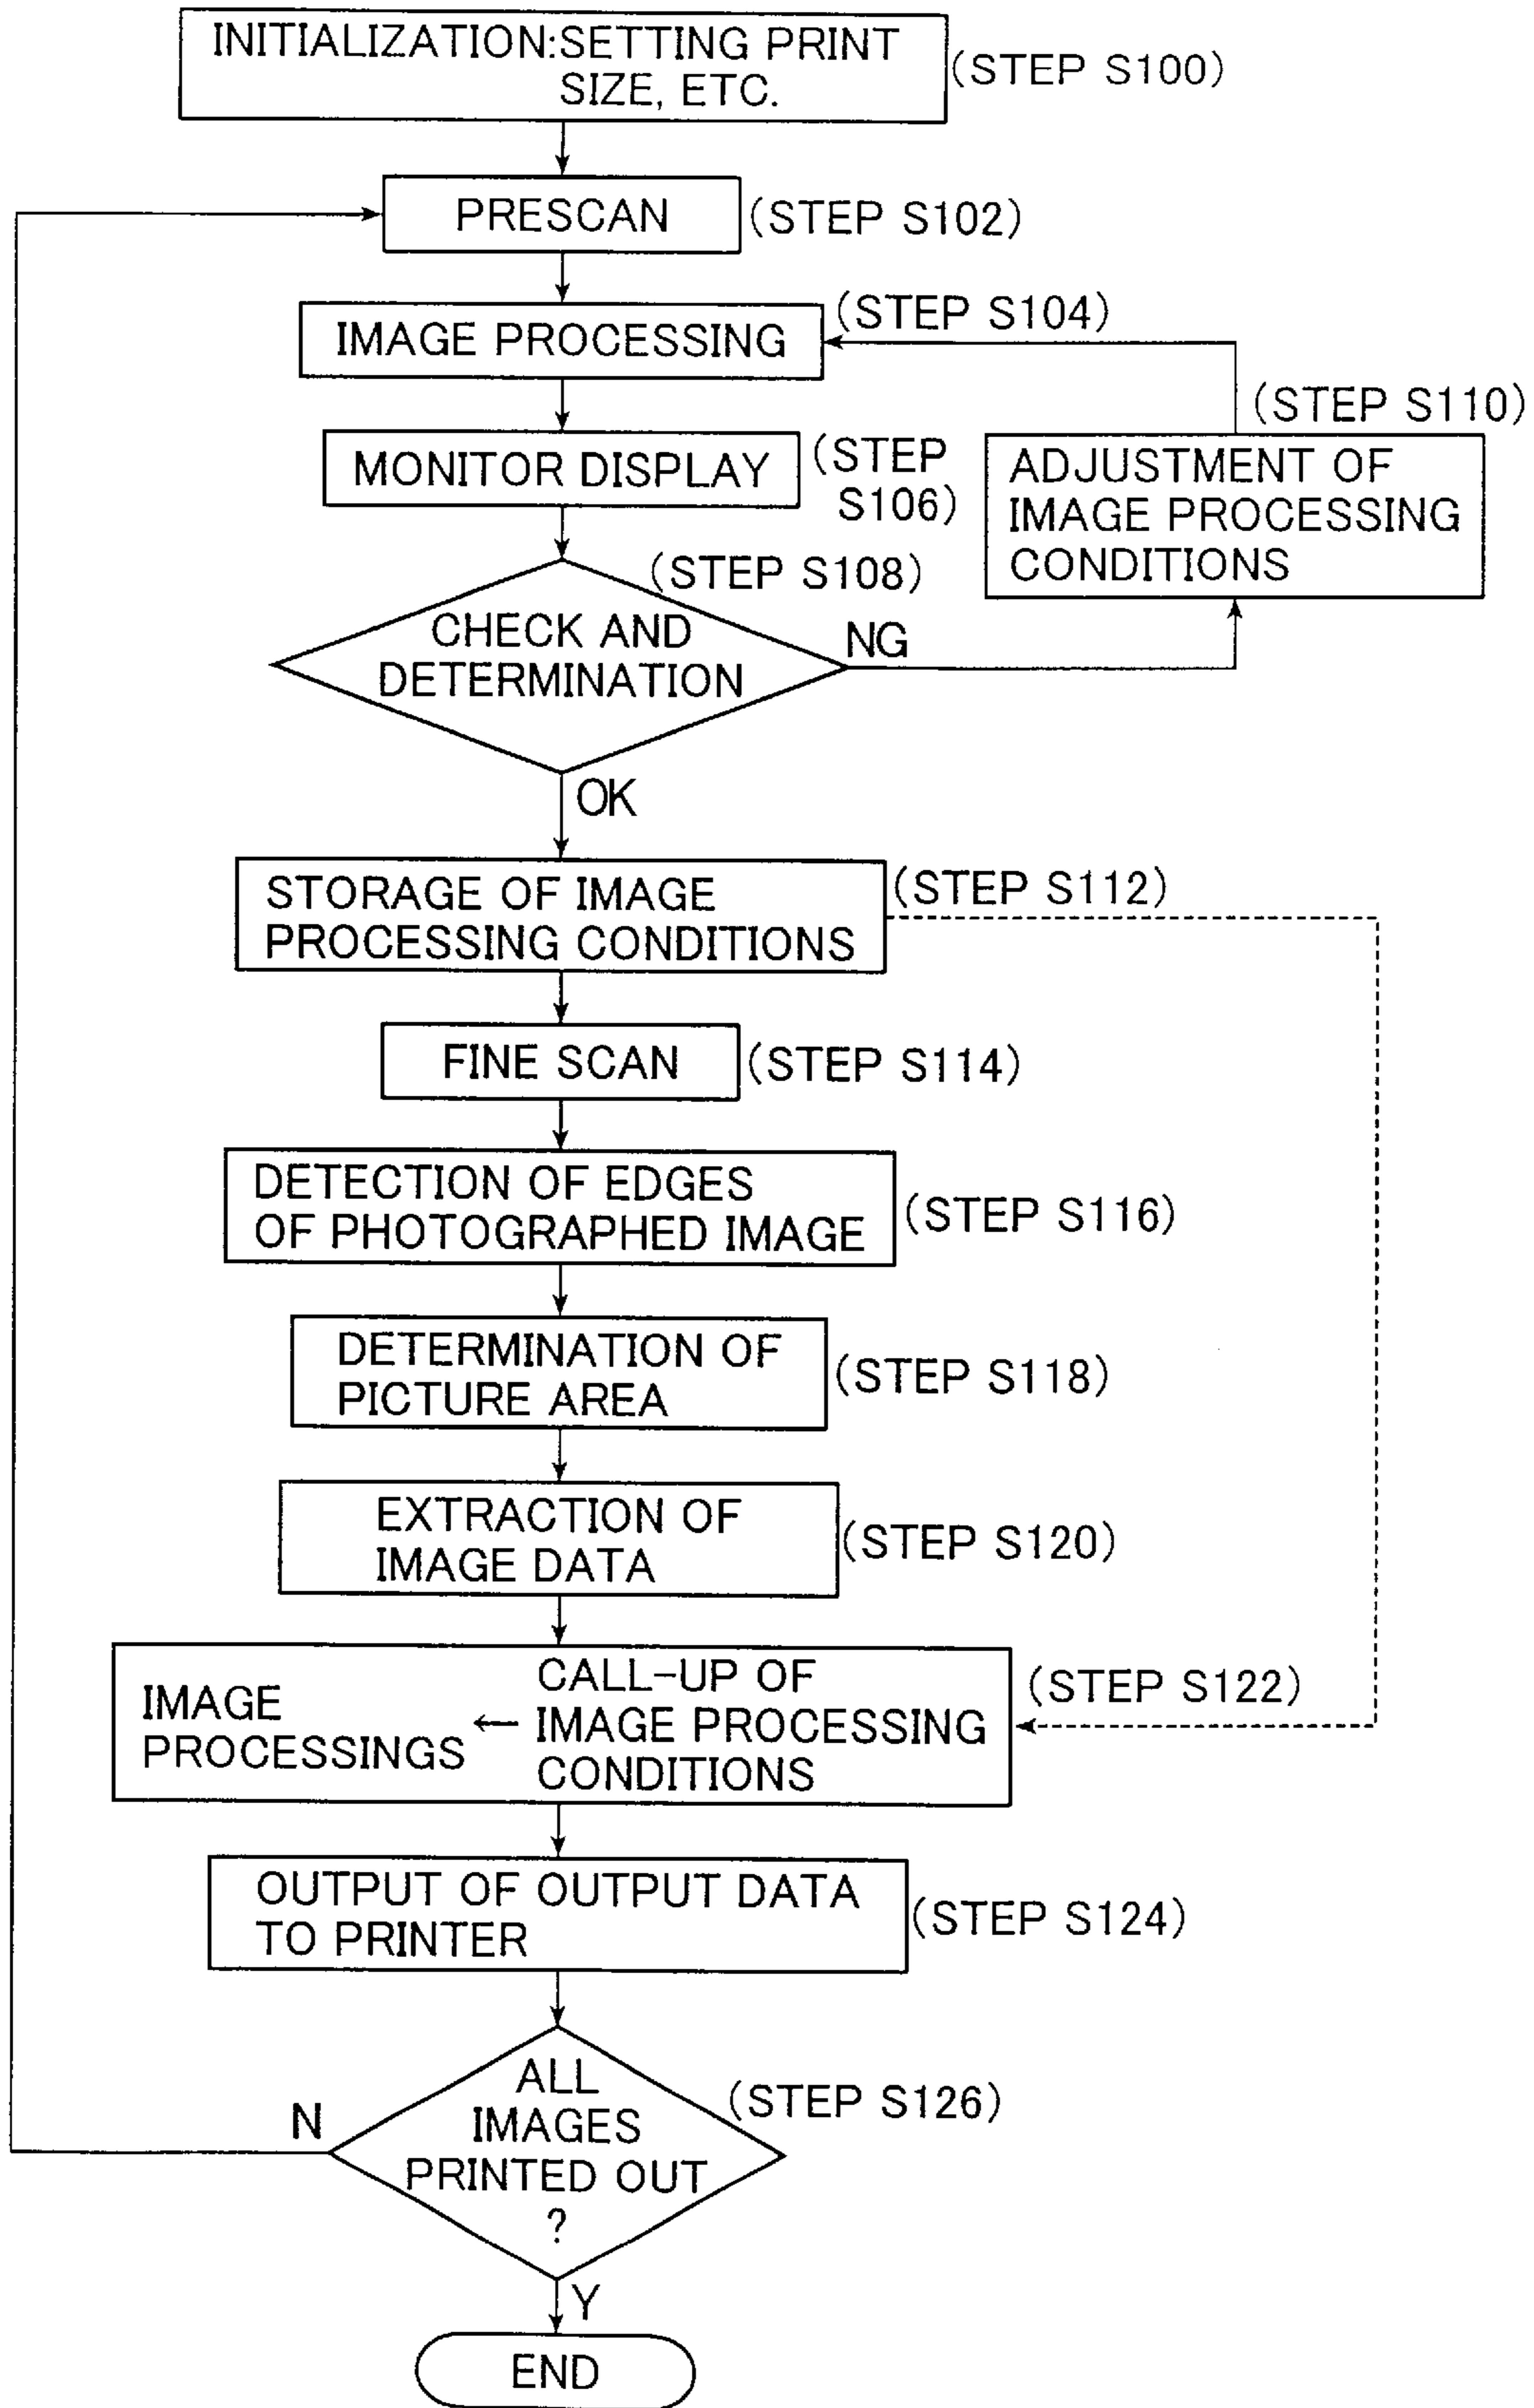 INITIALIZATION:SETTING PRINT
SIZE, ETC.
(STEP S100)
PRESCAN
(STEP S102)
IMAGE PROCESSING
(STEP S104)
MONITOR DISPLAY
(STEP
S106)
(STEP S110)
ADJUSTMENT OF
IMAGE PROCESSING
CONDITIONS
(STEP S108)
CHECK AND
DETERMINATION
NG
OK
STORAGE OF IMAGE
PROCESSING CONDITIONS
(STEP S112)
FINE SCAN
(STEP S114)
DETECTION OF EDGES
OF PHOTOGRAPHED IMAGE
(STEP S116)
DETERMINATION OF
PICTURE AREA
(STEP S118)
EXTRACTION OF
IMAGE DATA
(STEP S120)
IMAGE
PROCESSINGS
←
CALL-UP OF
IMAGE PROCESSING
CONDITIONS
(STEP S122)
OUTPUT OF OUTPUT DATA
TO PRINTER
(STEP S124)
ALL
IMAGES
PRINTED OUT
?
(STEP S126)
N
Y
END